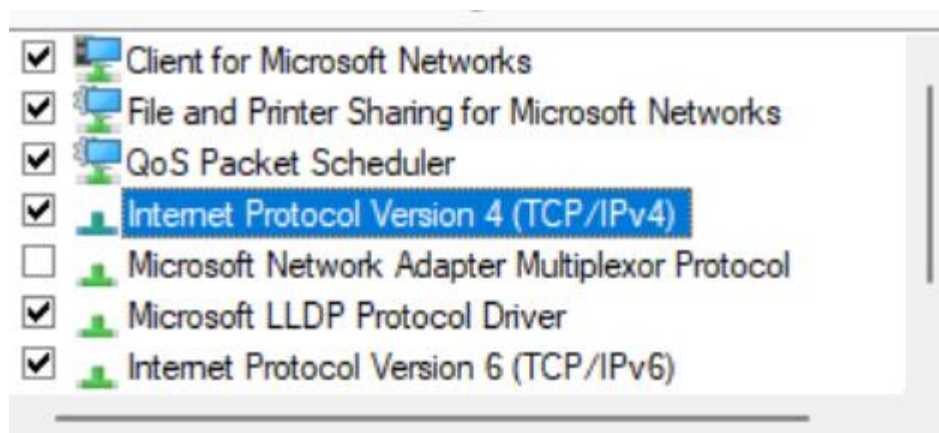 Client for Microsoft Networks
File and Printer Sharing for Microsoft Networks
QoS Packet Scheduler
Internet Protocol Version 4 (TCP/IPv4)
Microsoft Network Adapter Multiplexor Protocol
Microsoft LLDP Protocol Driver
Internet Protocol Version 6 (TCP/IPv6)